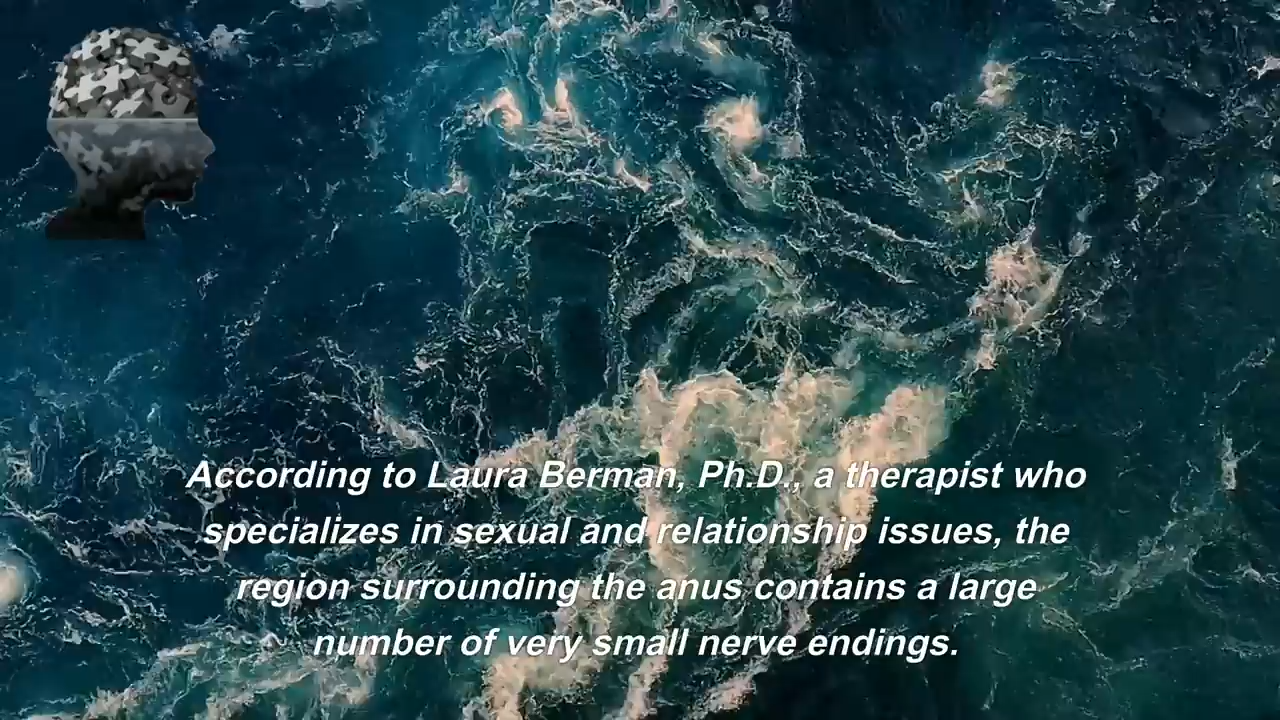 According to Laura Berman, Ph.D., a therapist who
specializes in sexual and relationship issues, the
region surrounding the anus contains a large
number of very small nerve endings.